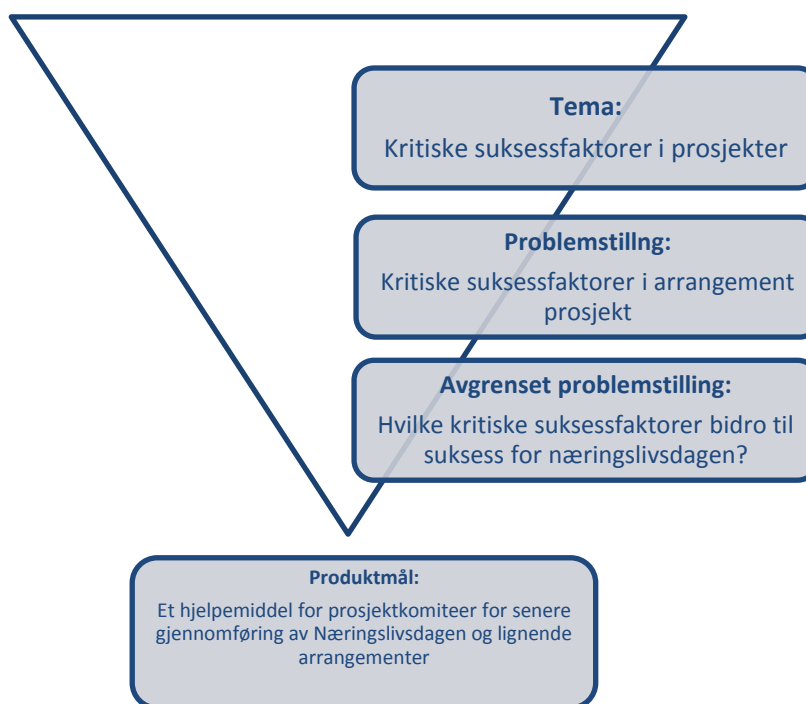 Tema:
Kritiske suksessfaktorer i prosjekter
Problemstillng:
Kritiske suksessfaktorer i arrangement
prosjekt
Avgrenset problemstilling:
Hvilke kritiske suksessfaktorer bidro til
suksess for næringslivsdagen?
Produktmål:
Et hjelpemiddel for prosjektkomiteer for senere
gjennomføring av Næringslivsdagen og lignende
arrangementer